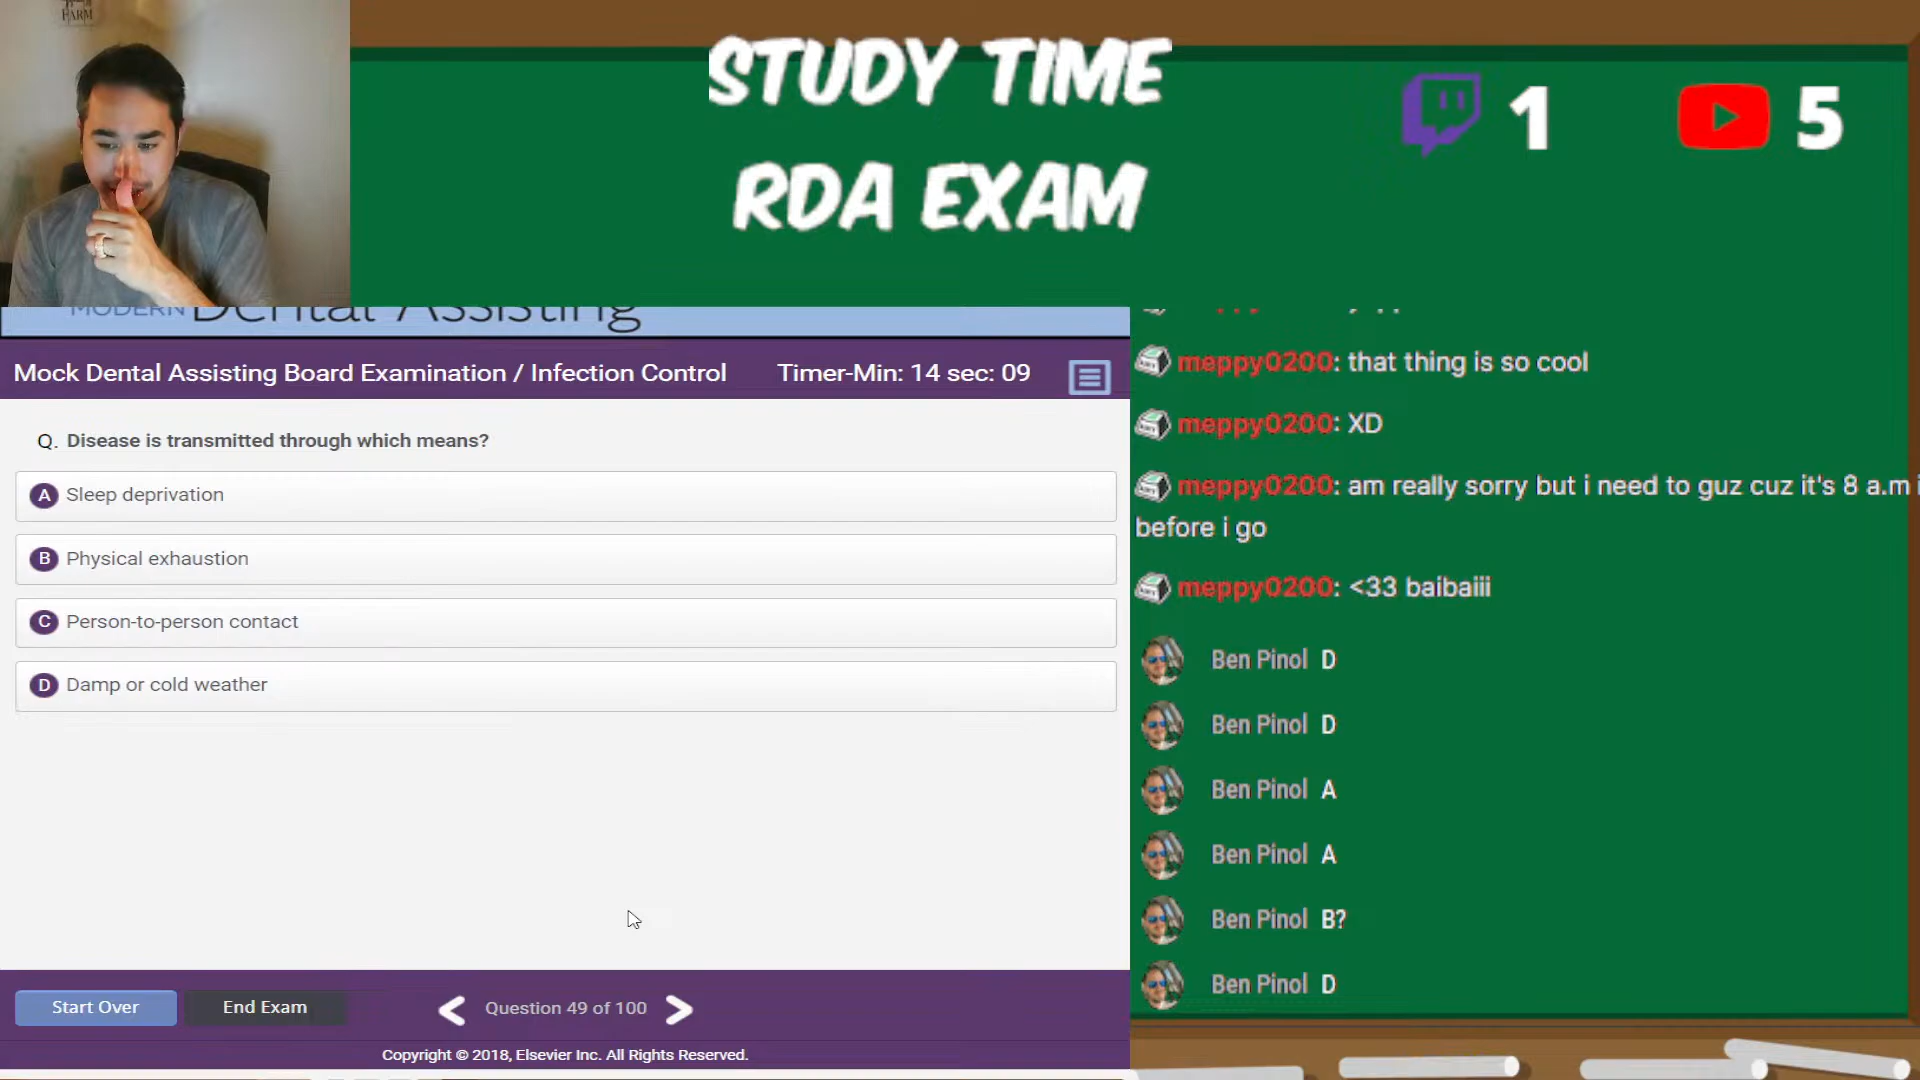 FARM
STUDY TIME
RDA EXAM
1
5
MODERN Dental Assisting
Mock Dental Assisting Board Examination / Infection Control
Timer-Min: 14 sec: 09
Q. Disease is transmitted through which means?
A Sleep deprivation
B Physical exhaustion
C Person-to-person contact
D Damp or cold weather
Start Over
End Exam
Question 49 of 100
Copyright © 2018, Elsevier Inc. All Rights Reserved.
meppy0200: that thing is so cool
meppy0200: XD
meppy0200: am really sorry but i need to guz cuz it's 8 a.m i
before i go
meppy0200: <33 baibaiii
Ben Pinol D
Ben Pinol D
Ben Pinol A
Ben Pinol A
Ben Pinol B?
Ben Pinol D